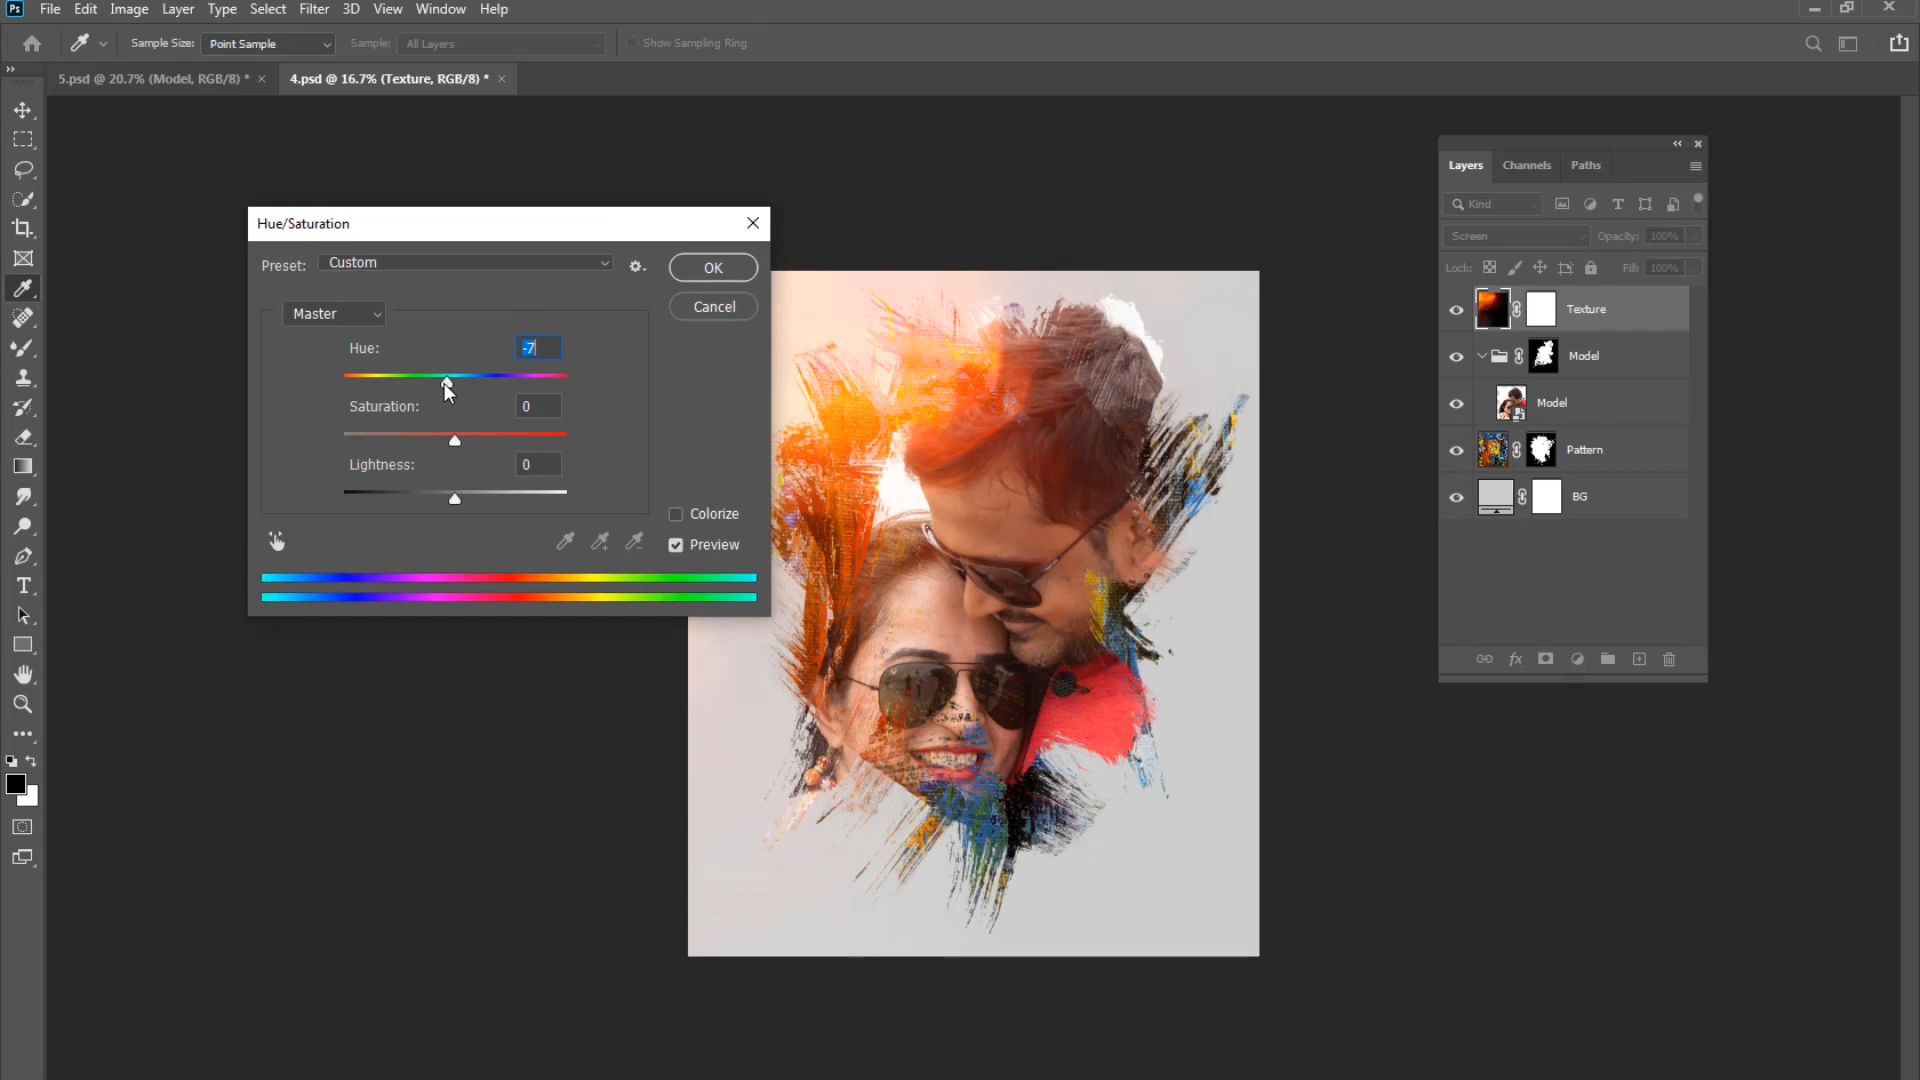 Ps File Edit Image Layer Type Select Filter 3D View Window Help
Sample Size: Point Sample Sample: All Layers Show Sampling Ring
5.psd @ 20.7% (Model, RGB/8) * × 4.psd @ 16.7% (Texture, RGB/8) * ×
Hue/Saturation
Preset: Custom
OK
Cancel
Master
Hue: -7
Saturation: 0
Lightness: 0
Colorize
Preview
Layers Channels Paths
Kind
Screen Opacity: 100%
Lock: Fill: 100%
Texture
Model
Model
Pattern
BG